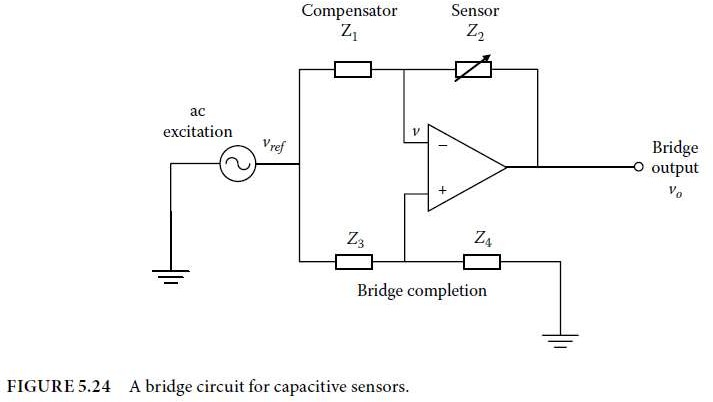 Compensator
Z1
Sensor
Z2
ac
excitation
vref
v
−
+
Bridge
output
vo
Z3
Z4
Bridge completion
FIGURE 5.24 A bridge circuit for capacitive sensors.